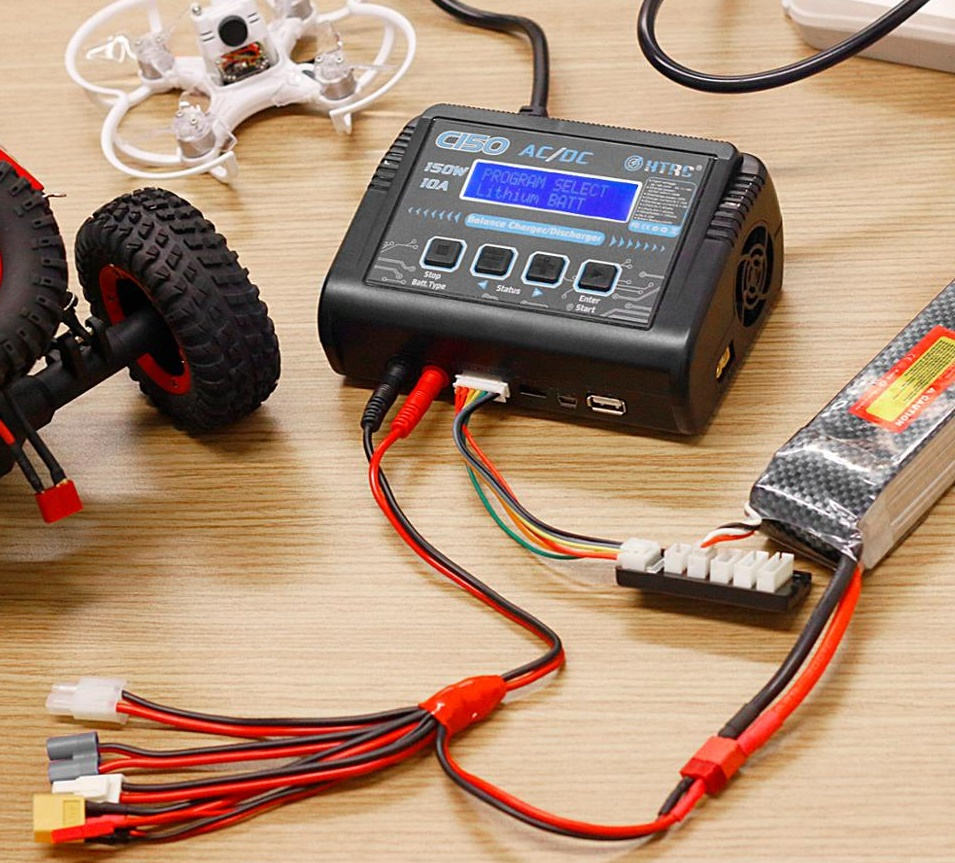 C150 AC/DC
HTRC®
150W
10A
PROGRAM SELECT
Lithium BATT
Balance Charger/Discharger
Stop
Batt.Type
Status
Enter
Start
CAUTION